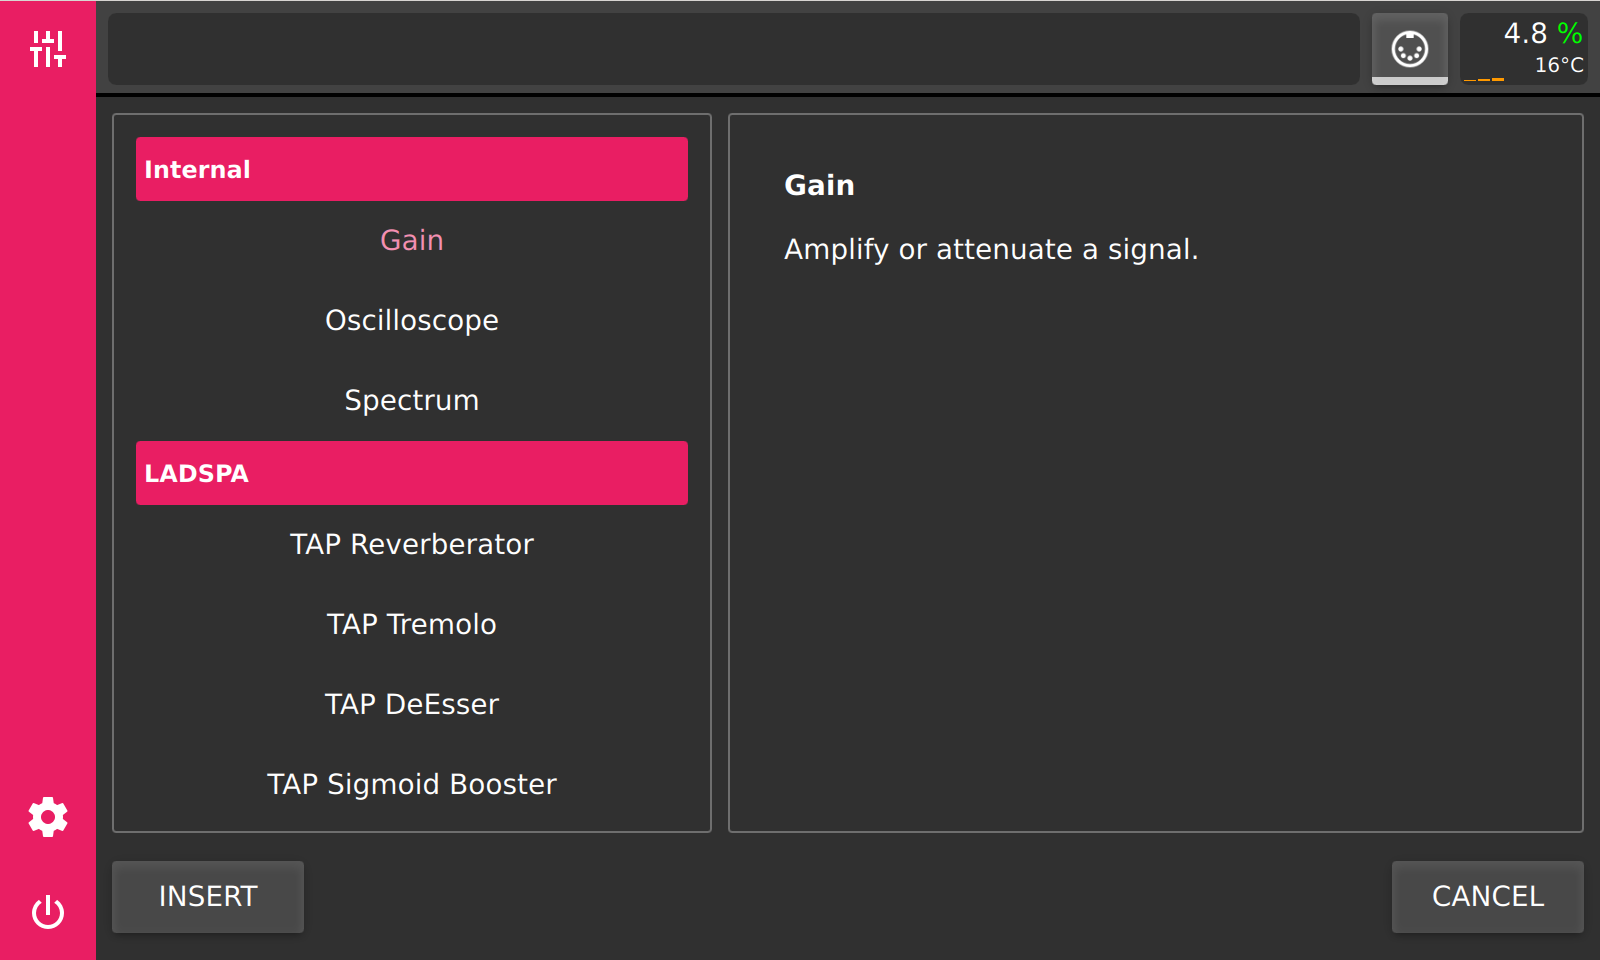 4.8 %
16°C
Internal
Gain
Oscilloscope
Spectrum
LADSPA
TAP Reverberator
TAP Tremolo
TAP DeEsser
TAP Sigmoid Booster
Gain
Amplify or attenuate a signal.
INSERT
CANCEL